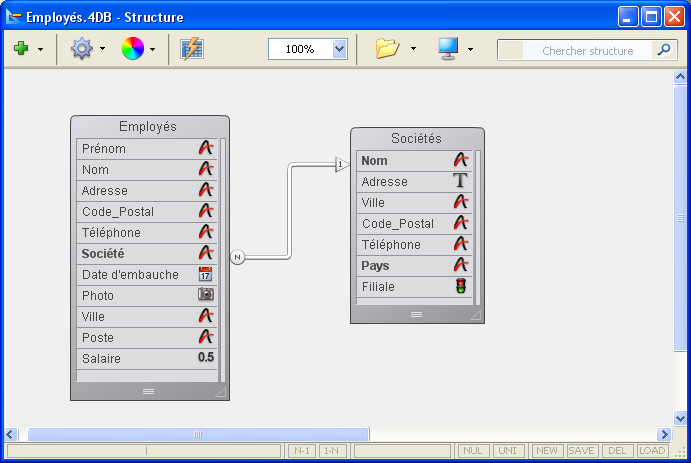 Employés.4DB - Structure
100%
Chercher structure
Employés
Prénom
Nom
Adresse
Code_Postal
Téléphone
Société
Date d'embauche
17
Photo
Ville
Poste
Salaire
0.5
N
1
Sociétés
Nom
Adresse
T
Ville
Code_Postal
Téléphone
Pays
Filiale
N-1
1-N
NUL
UNI
NEW
SAVE
DEL
LOAD